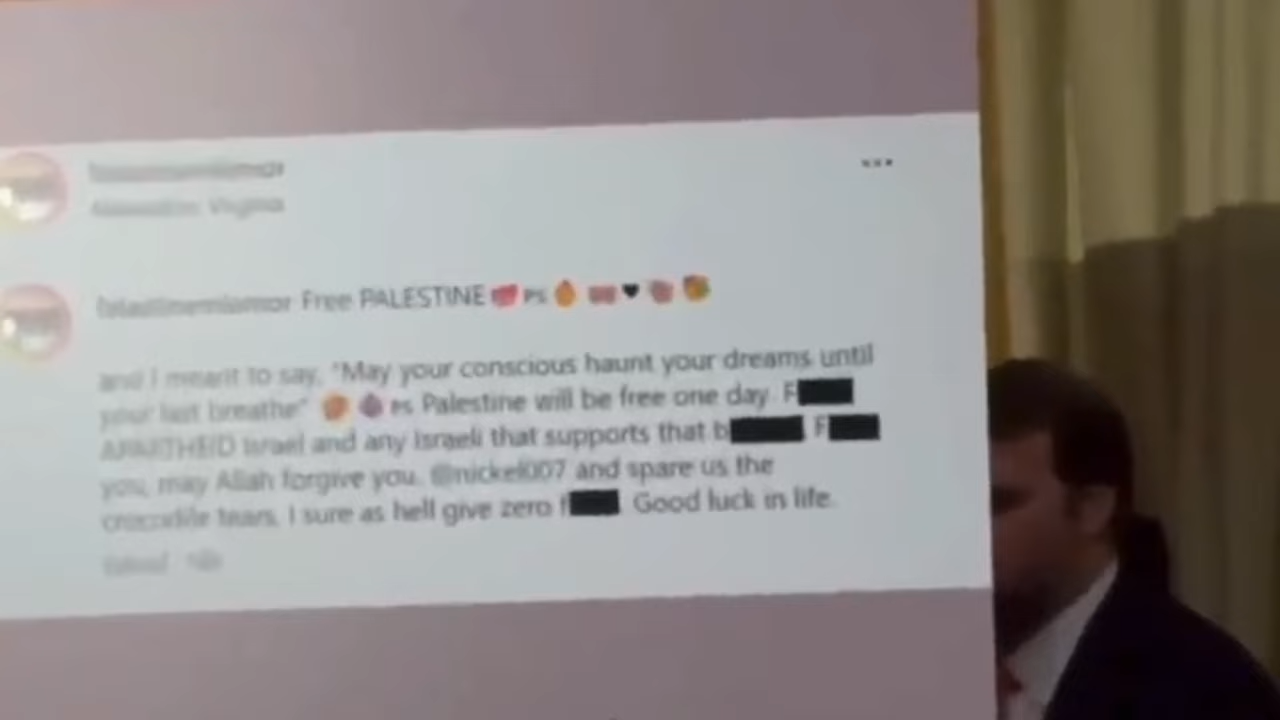 Virginia
Free PALESTINE 🇵🇸
and I meant to say, "May your conscious haunt your dreams until
your last breathe" 🇵🇸 Palestine will be free one day. F
APARTHEID Israel and any Israeli that supports that b F
you, may Allah forgive you. @nickel007 and spare us the
crocodile tears. I sure as hell give zero f Good luck in life.